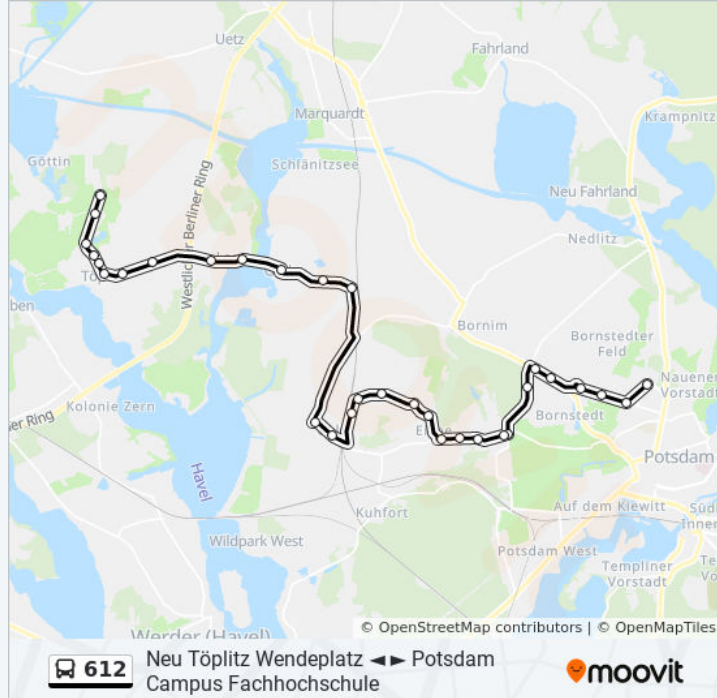 Uetz
Fahrland
Marquardt
Krampnitz
Göttin
Schlänitzsee
Westlicher Berliner Ring
Neu Fahrland
Nedlitz
Bornim
Bornstedter
Feld
Nauener
Vorstadt
Kolonie Zern
Bornstedt
Potsdam
Havel
Kuhfort
Auf dem Kiewitt
Wildpark West
Potsdam West
Templiner
Vorstadt
Werder (Havel)
© OpenStreetMap contributors | © OpenMapTiles
612
Neu Töplitz Wendeplatz ◄ ► Potsdam
Campus Fachhochschule
moovit